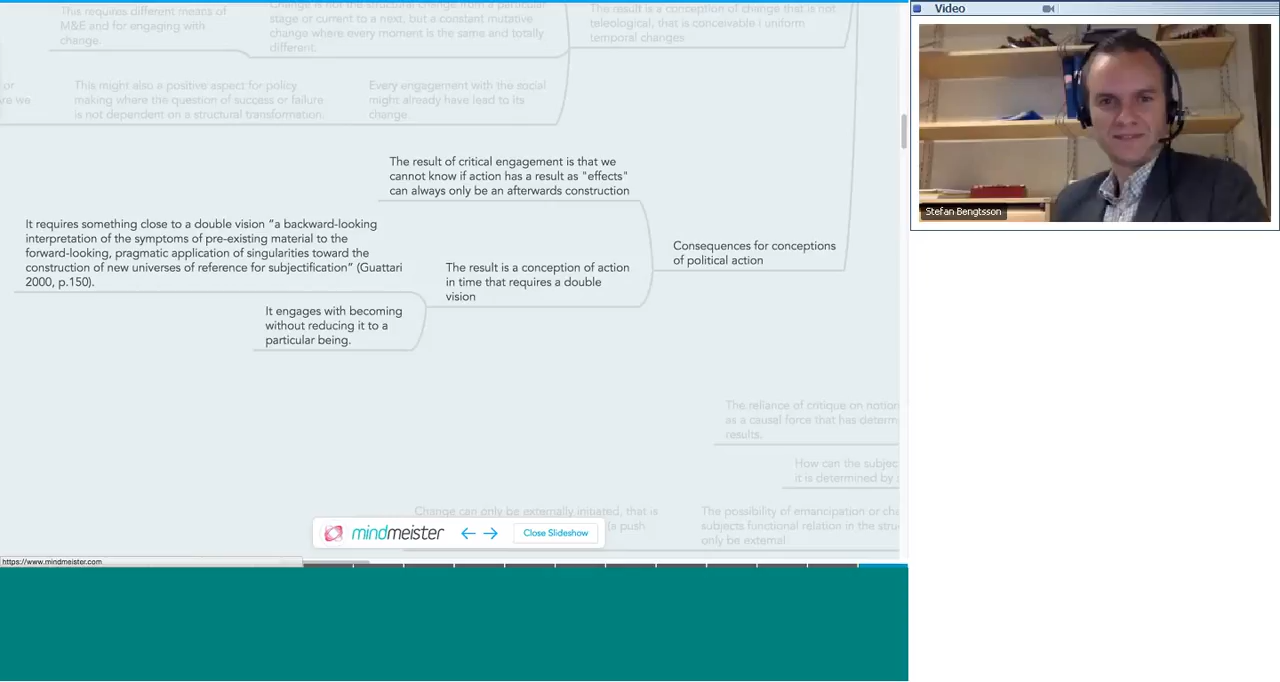 This requires different means of
M&E and for engaging with
change.
Change is not the structural change from a particular
stage or current to a next, but a constant mutative
change where every moment is the same and totally
different.
The result is a conception of change that is not
teleological, that is conceivable I uniform
temporal changes
or
are we
This might also a positive aspect for policy
making where the question of success or failure
is not dependent on a structural transformation.
Every engagement with the social
might already have lead to its
change.
The result of critical engagement is that we
cannot know if action has a result as "effects"
can always only be an afterwards construction
It requires something close to a double vision “a backward-looking
interpretation of the symptoms of pre-existing material to the
forward-looking, pragmatic application of singularities toward the
construction of new universes of reference for subjectification” (Guattari
2000, p.150).
The result is a conception of action
in time that requires a double
vision
Consequences for conceptions
of political action
It engages with becoming
without reducing it to a
particular being.
The reliance of critique on notion
as a causal force that has determ
results.
How can the subjec
it is determined by
Change can only be externally initiated, that is
(a push
The possibility of emancipation or cha
subjects functional relation in the stru
only be external
mindmeister
Close Slideshow
https://www.mindmeister.com
Video
Stefan Bengtsson